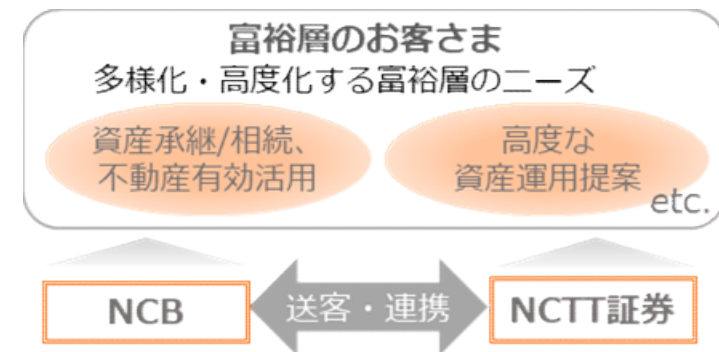 富裕層のお客さま
多様化・高度化する富裕層のニーズ
資産承継/相続、
不動産有効活用
高度な
資産運用提案
etc.
NCB
送客・連携
NCTT証券